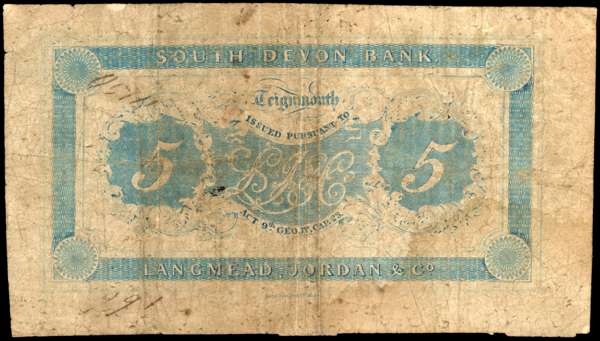 SOUTH DEVON BANK
Teignmouth
ISSUED PURSUANT TO
5
5
ACT 9th GEO. IV. CAP. 23.
LANGMEAD, JORDAN & Co